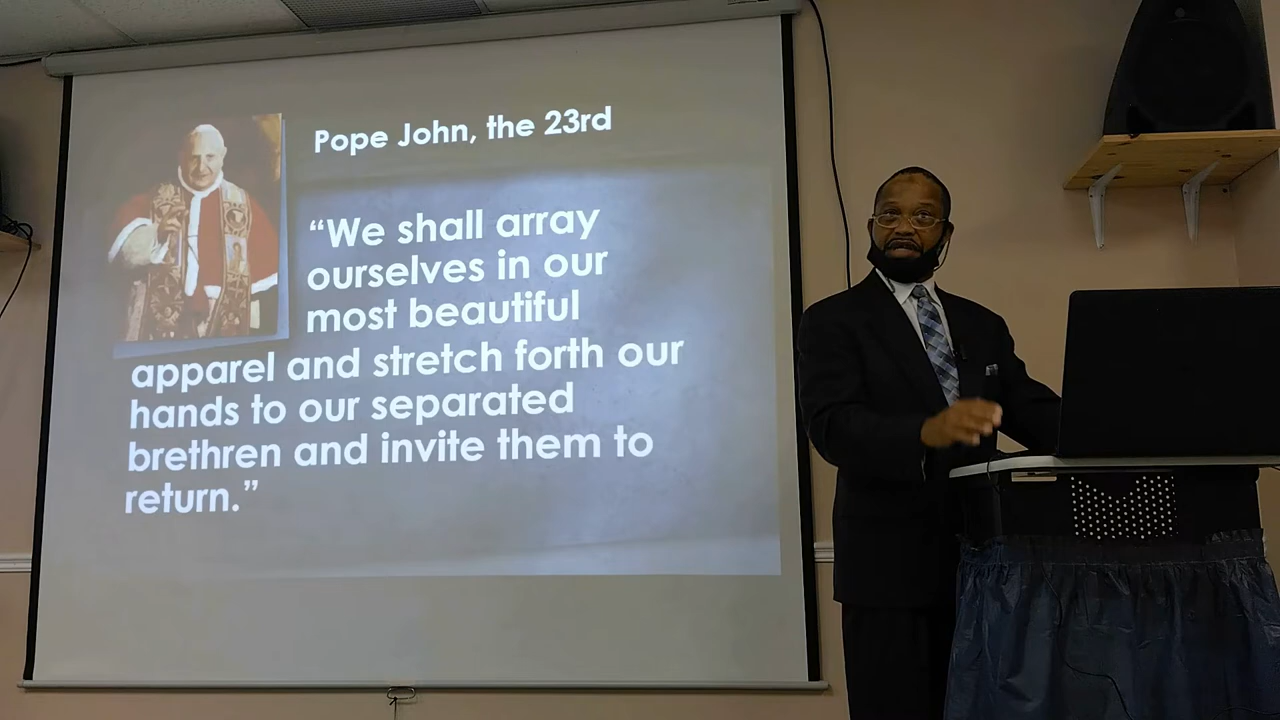 Pope John, the 23rd
“We shall array
ourselves in our
most beautiful
apparel and stretch forth our
hands to our separated
brethren and invite them to
return.”